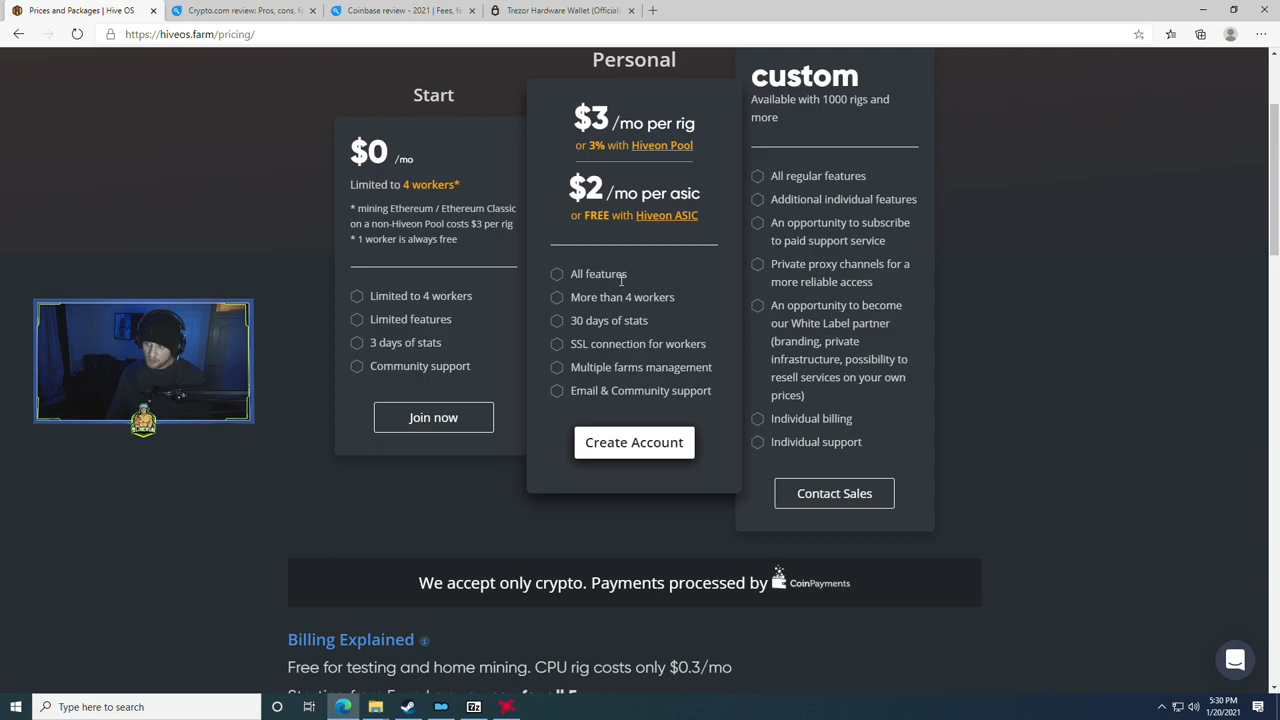 Prices and Packages | Hive OS
Crypto.com review: Pros, cons, fe
Coinbase review - 2021 | Fees, fe
Trezor Hardware Wallet (Official)
https://hiveos.farm/pricing/
Start
$0 /mo
Limited to 4 workers*
* mining Ethereum / Ethereum Classic
on a non-Hiveon Pool costs $3 per rig
* 1 worker is always free
Limited to 4 workers
Limited features
3 days of stats
Community support
Join now
Personal
$3 /mo per rig
or 3% with Hiveon Pool
$2 /mo per asic
or FREE with Hiveon ASIC
All features
More than 4 workers
30 days of stats
SSL connection for workers
Multiple farms management
Email & Community support
Create Account
custom
Available with 1000 rigs and
more
All regular features
Additional individual features
An opportunity to subscribe
to paid support service
Private proxy channels for a
more reliable access
An opportunity to become
our White Label partner
(branding, private
infrastructure, possibility to
resell services on your own
prices)
Individual billing
Individual support
Contact Sales
We accept only crypto. Payments processed by CoinPayments
Billing Explained
Free for testing and home mining. CPU rig costs only $0.3/mo
Type here to search
5:30 PM
1/20/2021